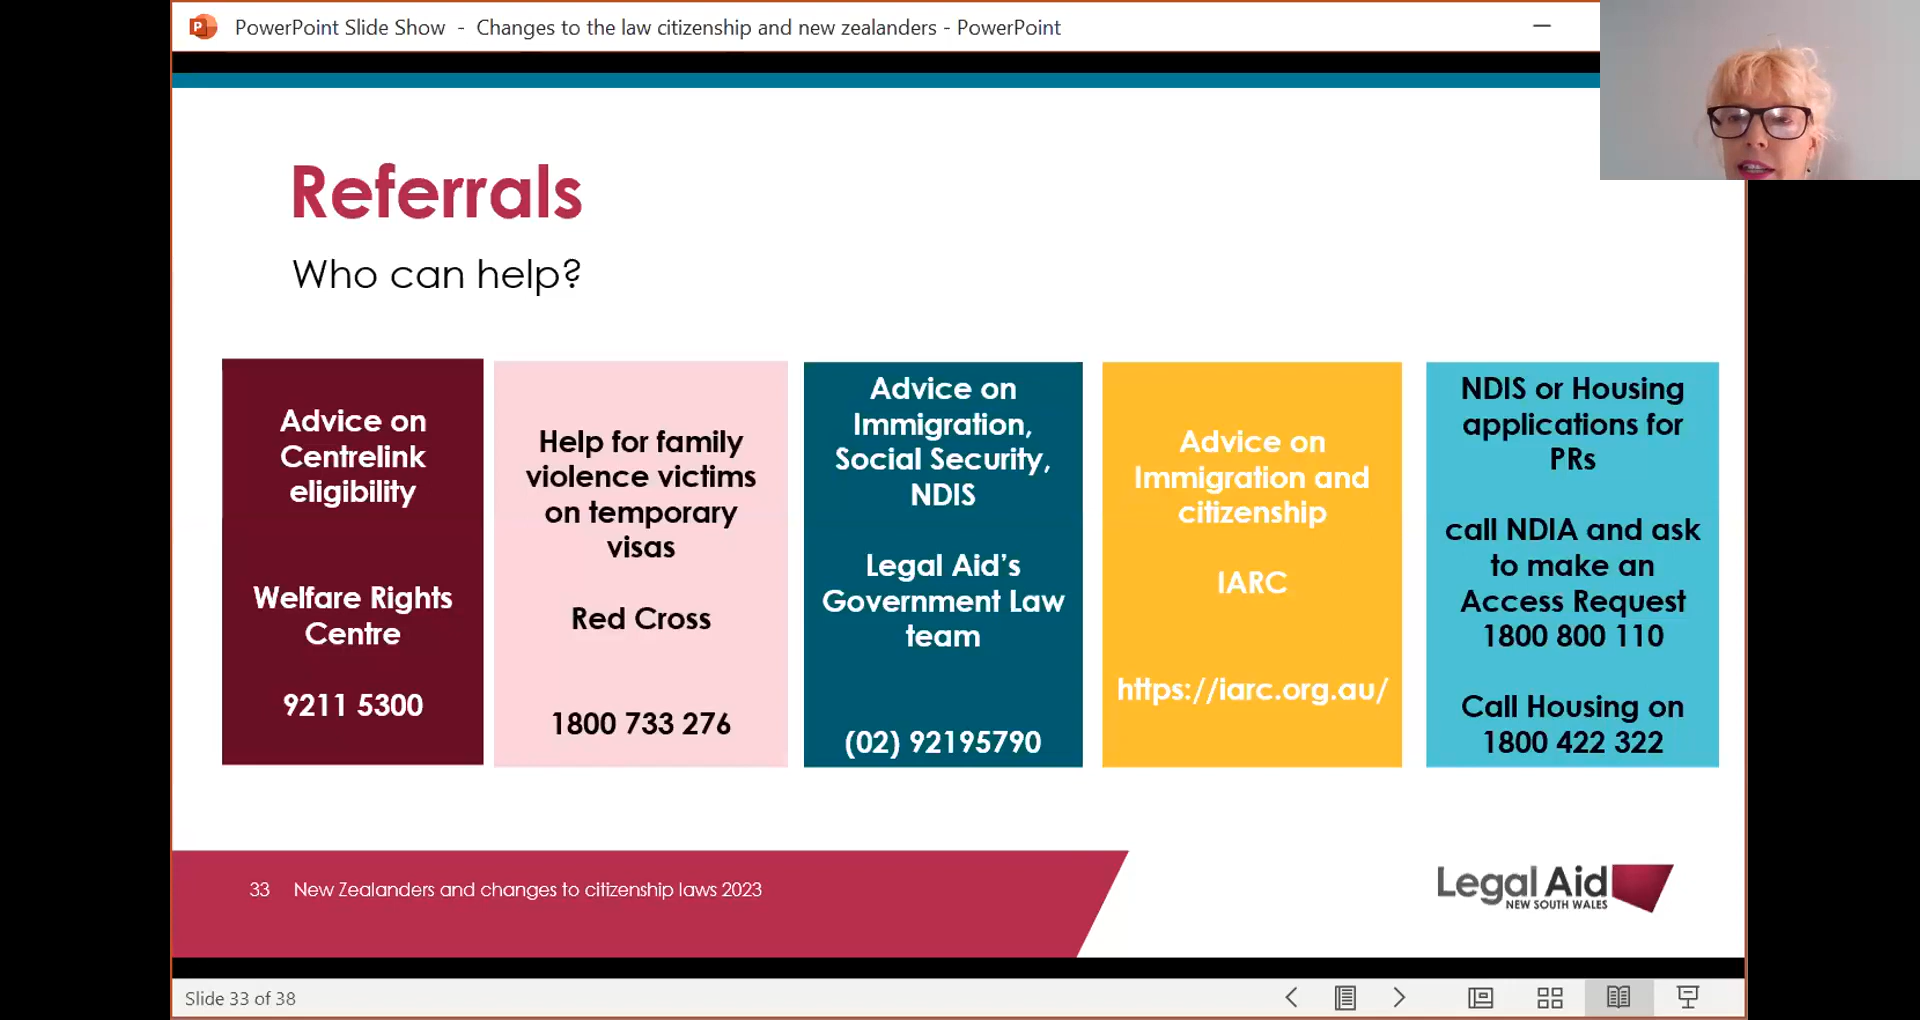 PowerPoint Slide Show - Changes to the law citizenship and new zealanders - PowerPoint
Referrals
Who can help?
Advice on
Centrelink
eligibility
Welfare Rights
Centre
9211 5300
Help for family
violence victims
on temporary
visas
Red Cross
1800 733 276
Advice on
Immigration,
Social Security,
NDIS
Legal Aid’s
Government Law
team
(02) 92195790
Advice on
Immigration and
citizenship
IARC
https://iarc.org.au/
NDIS or Housing
applications for
PRs
call NDIA and ask
to make an
Access Request
1800 800 110
Call Housing on
1800 422 322
33 New Zealanders and changes to citizenship laws 2023
Legal Aid
NEW SOUTH WALES
Slide 33 of 38